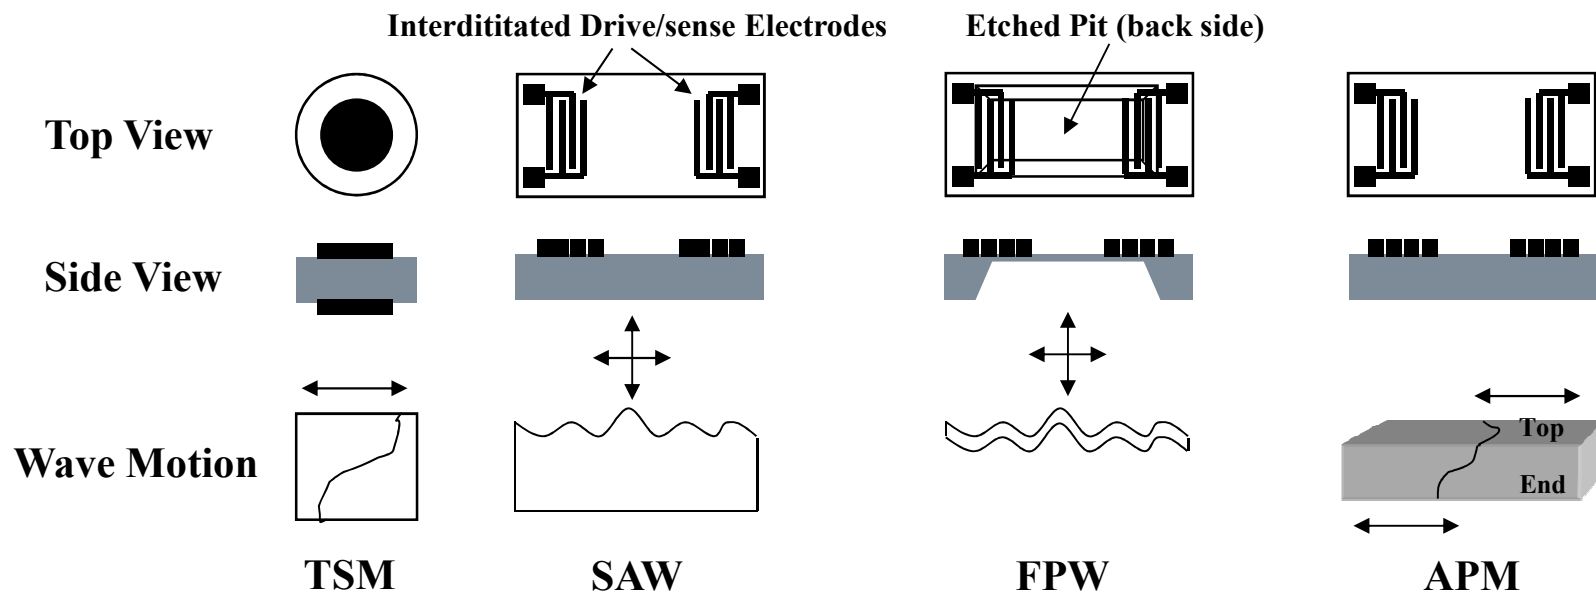 Interdititated Drive/sense Electrodes
Etched Pit (back side)
Top View
Side View
Wave Motion
Top
End
TSM
SAW
FPW
APM